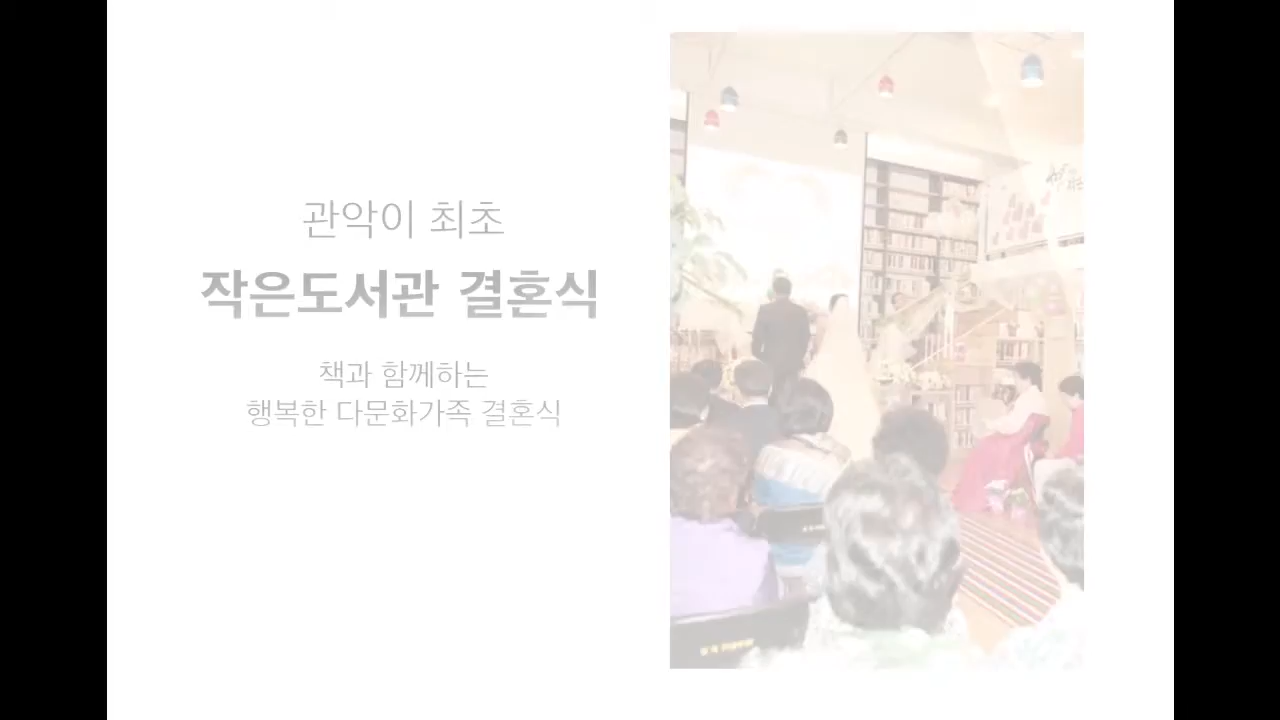 관악이 최초
작은도서관 결혼식
책과 함께하는
행복한 다문화가족 결혼식